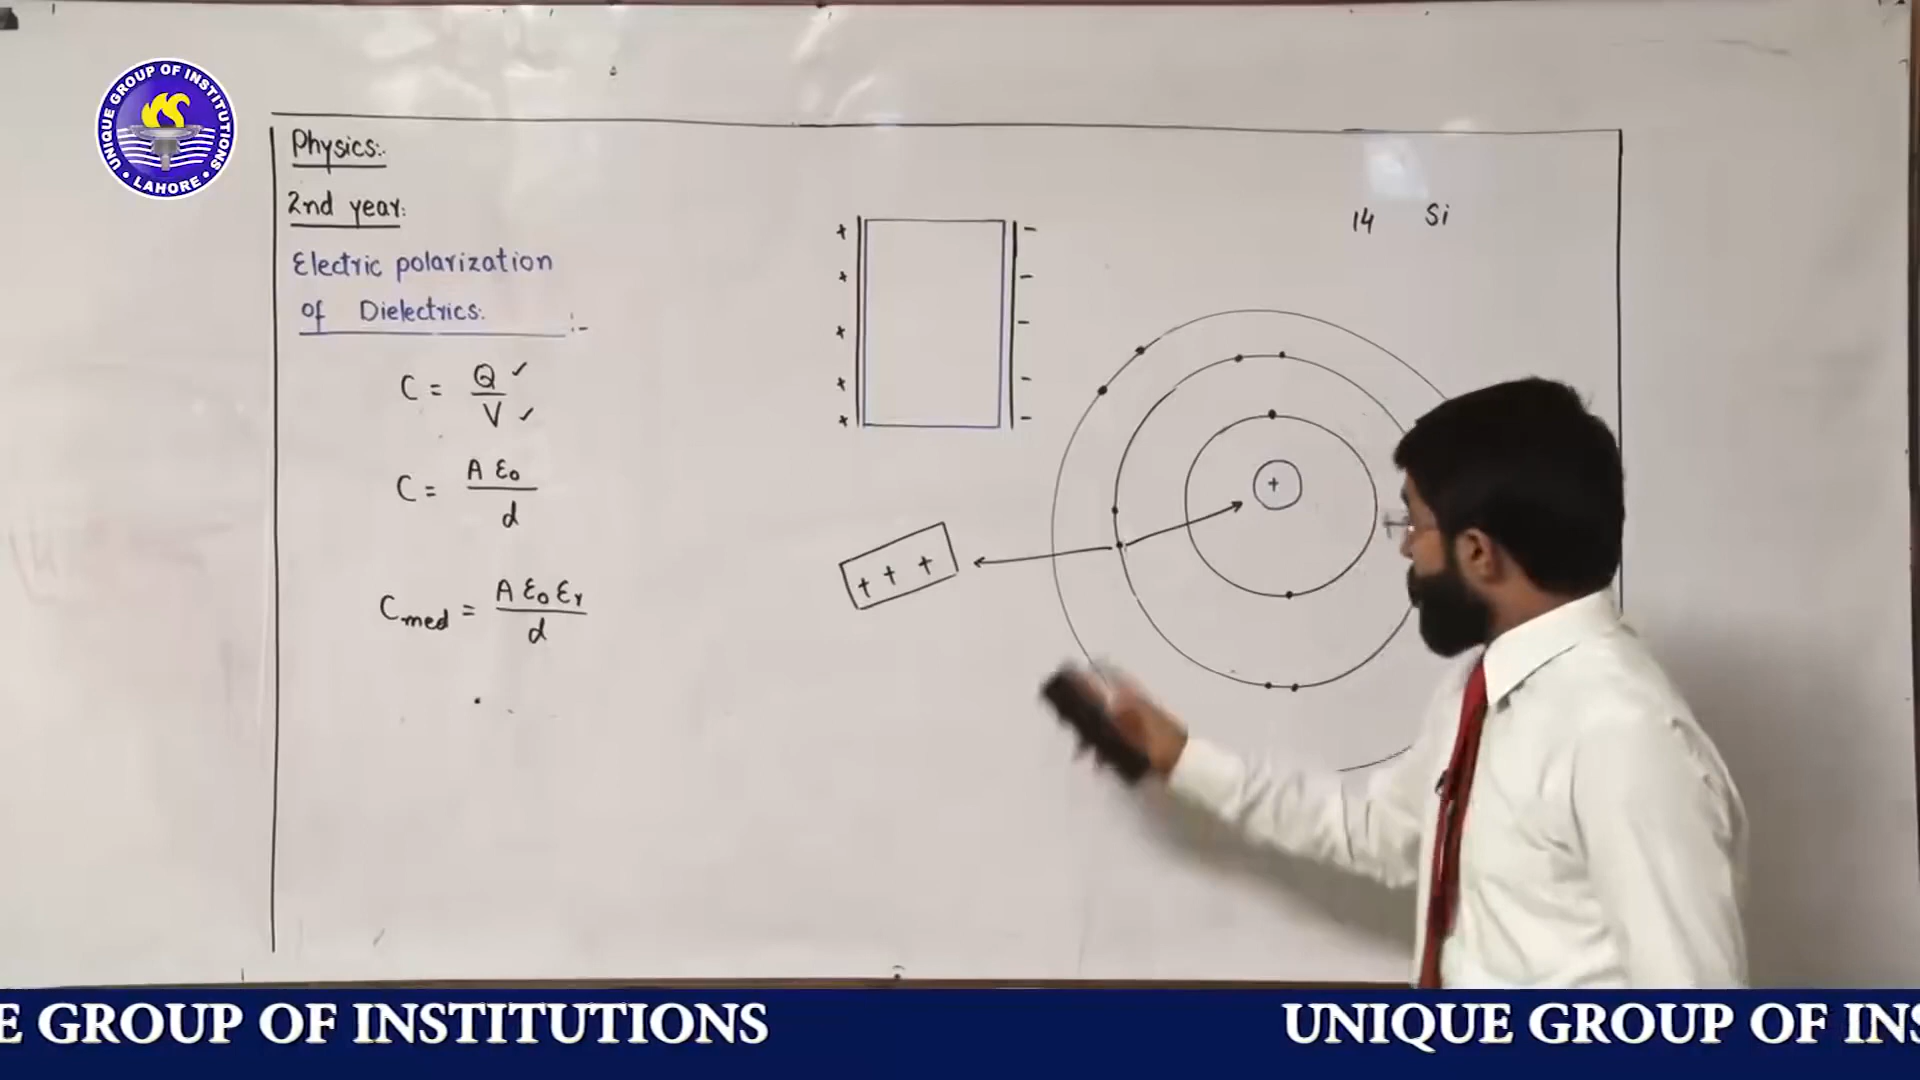 UNIQUE GROUP OF INSTITUTIONS
• LAHORE •
Physics:.
2nd year:
Electric polarization
of Dielectrics. :-
C = Q ✓
V ✓
C = A ε₀
d
Cmed = A ε₀ εᵣ
d
+ −
+ −
+ −
+ −
+ −
14 Si
+
+ + +
E GROUP OF INSTITUTIONS UNIQUE GROUP OF INS